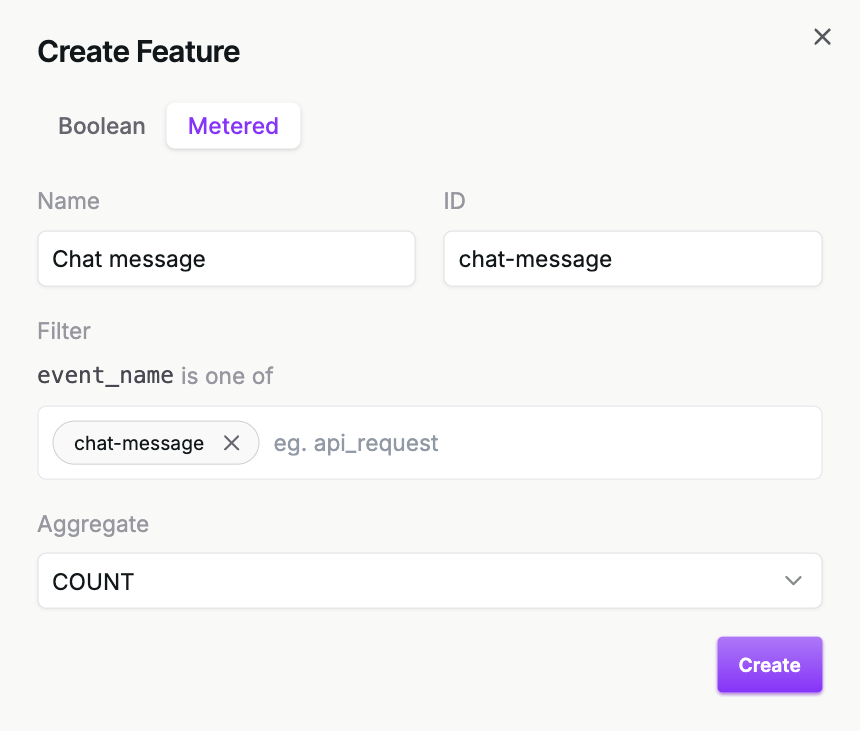 Create Feature
Boolean Metered
Name ID
Chat message chat-message
Filter
event_name is one of
chat-message eg. api_request
Aggregate
COUNT
Create